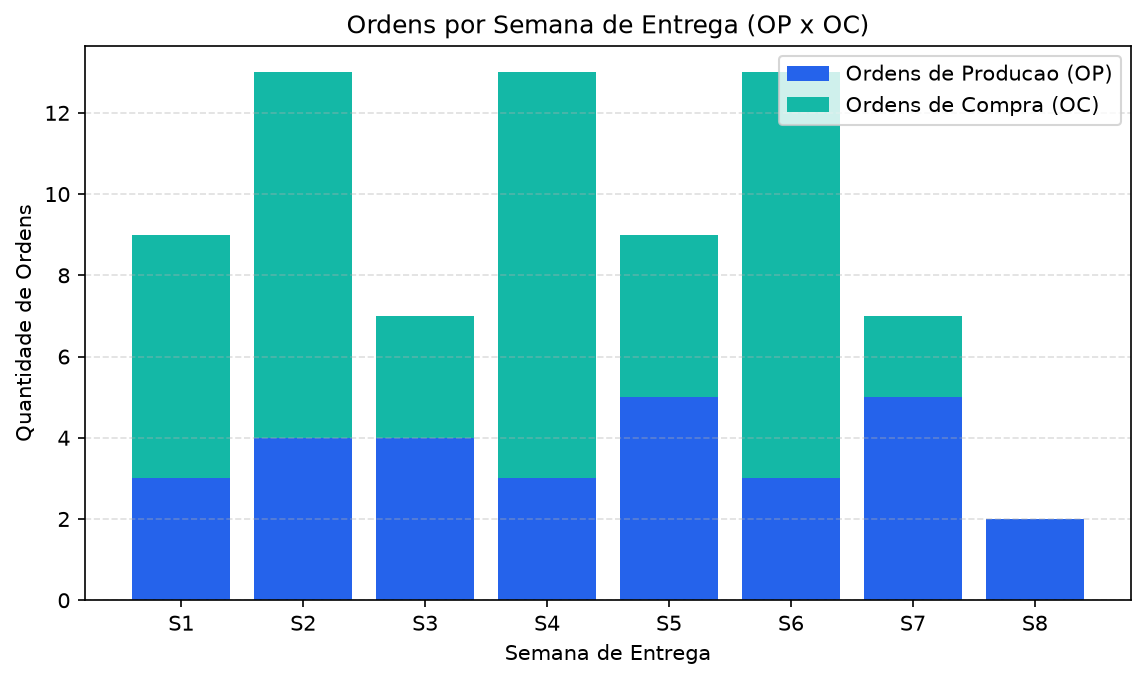 Ordens por Semana de Entrega (OP x OC)
Ordens de Producao (OP)
Ordens de Compra (OC)
Quantidade de Ordens
12
10
8
6
4
2
0
S1 S2 S3 S4 S5 S6 S7 S8
Semana de Entrega